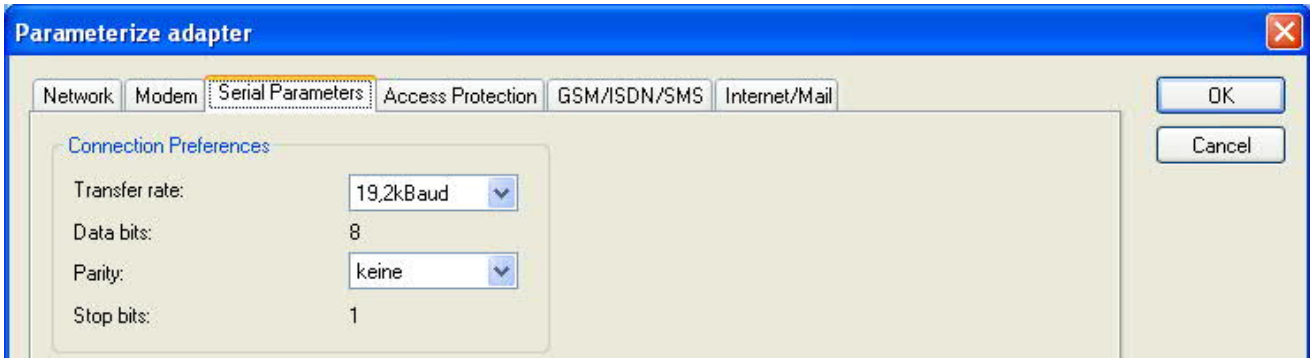 Parameterize adapter
Network Modem Serial Parameters Access Protection GSM/ISDN/SMS Internet/Mail
OK
Connection Preferences
Cancel
Transfer rate: 19,2kBaud
Data bits: 8
Parity: keine
Stop bits: 1